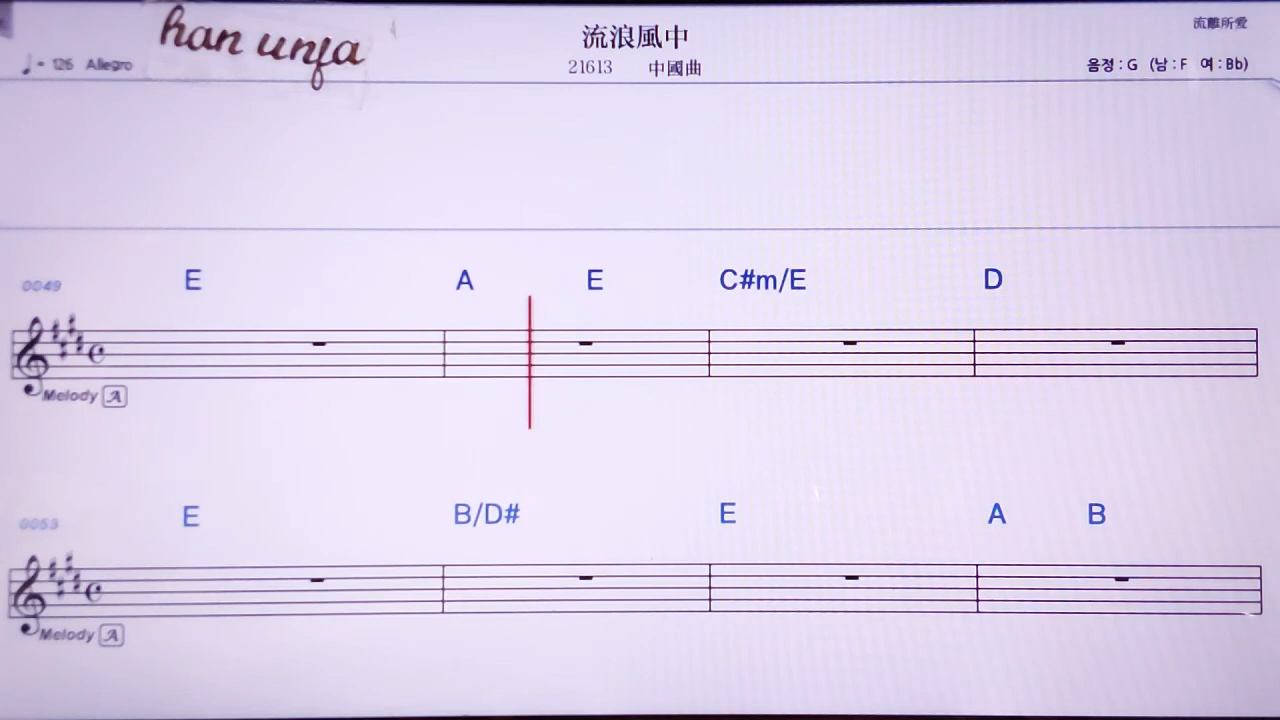 han unfa
流浪風中
流離所愛
♩= 126 Allegro
21613 中國曲
음정 : G (남 : F 여 : Bb)
0049 E A E C#m/E D
Melody A
0053 E B/D# E A B
Melody A